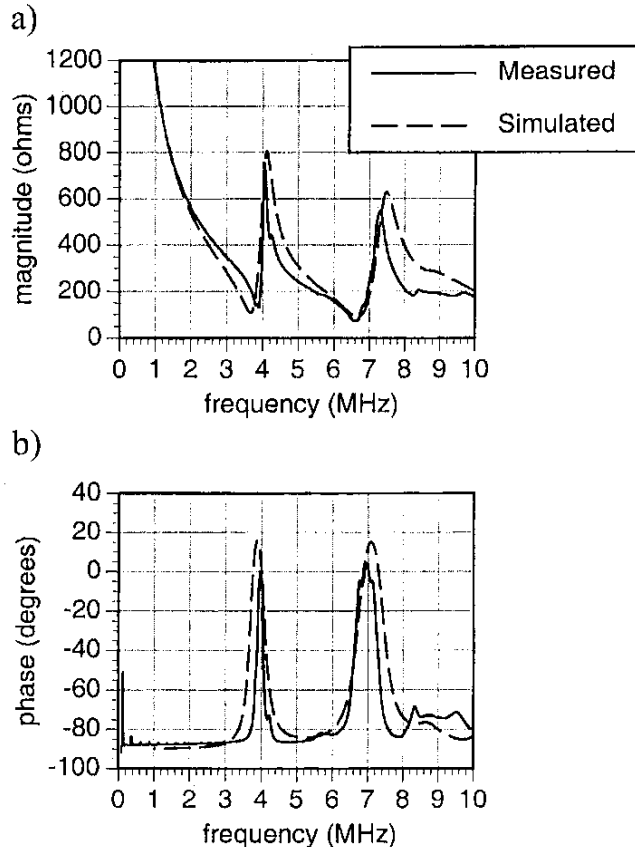 a)
Measured
Simulated
1200
1000
800
600
400
200
0
magnitude (ohms)
0 1 2 3 4 5 6 7 8 9 10
frequency (MHz)
b)
40
20
0
-20
-40
-60
-80
-100
phase (degrees)
0 1 2 3 4 5 6 7 8 9 10
frequency (MHz)